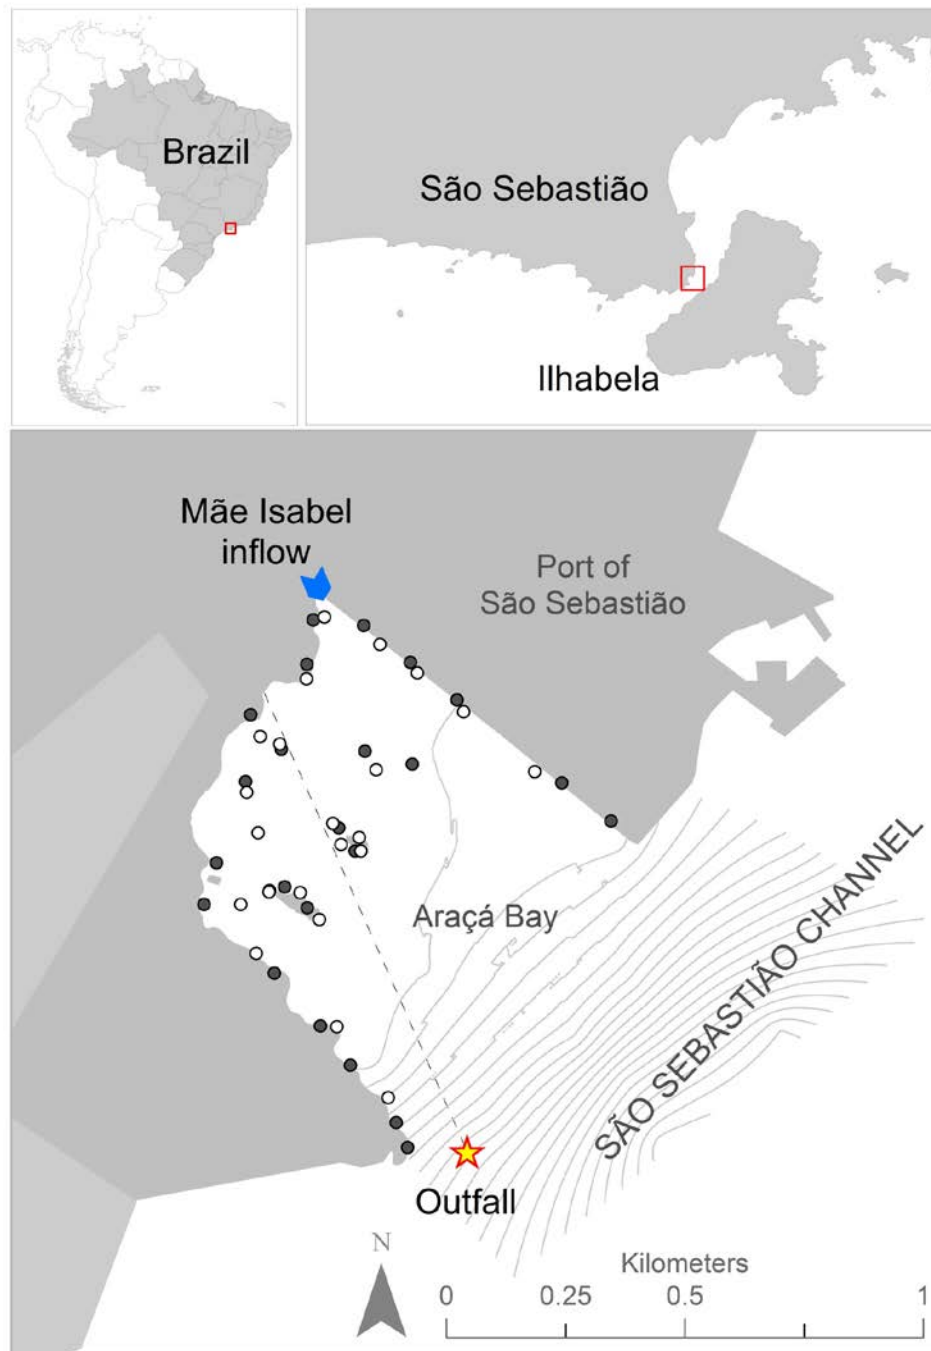 Brazil
São Sebastião
Ilhabela
Mãe Isabel
inflow
Port of
São Sebastião
Araçá Bay
SÃO SEBASTIÃO CHANNEL
Outfall
N
Kilometers
0 0.25 0.5 1